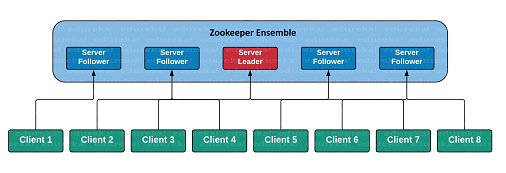 Zookeeper Ensemble
Server
Follower
Server
Follower
Server
Leader
Server
Follower
Server
Follower
Client 1
Client 2
Client 3
Client 4
Client 5
Client 6
Client 7
Client 8